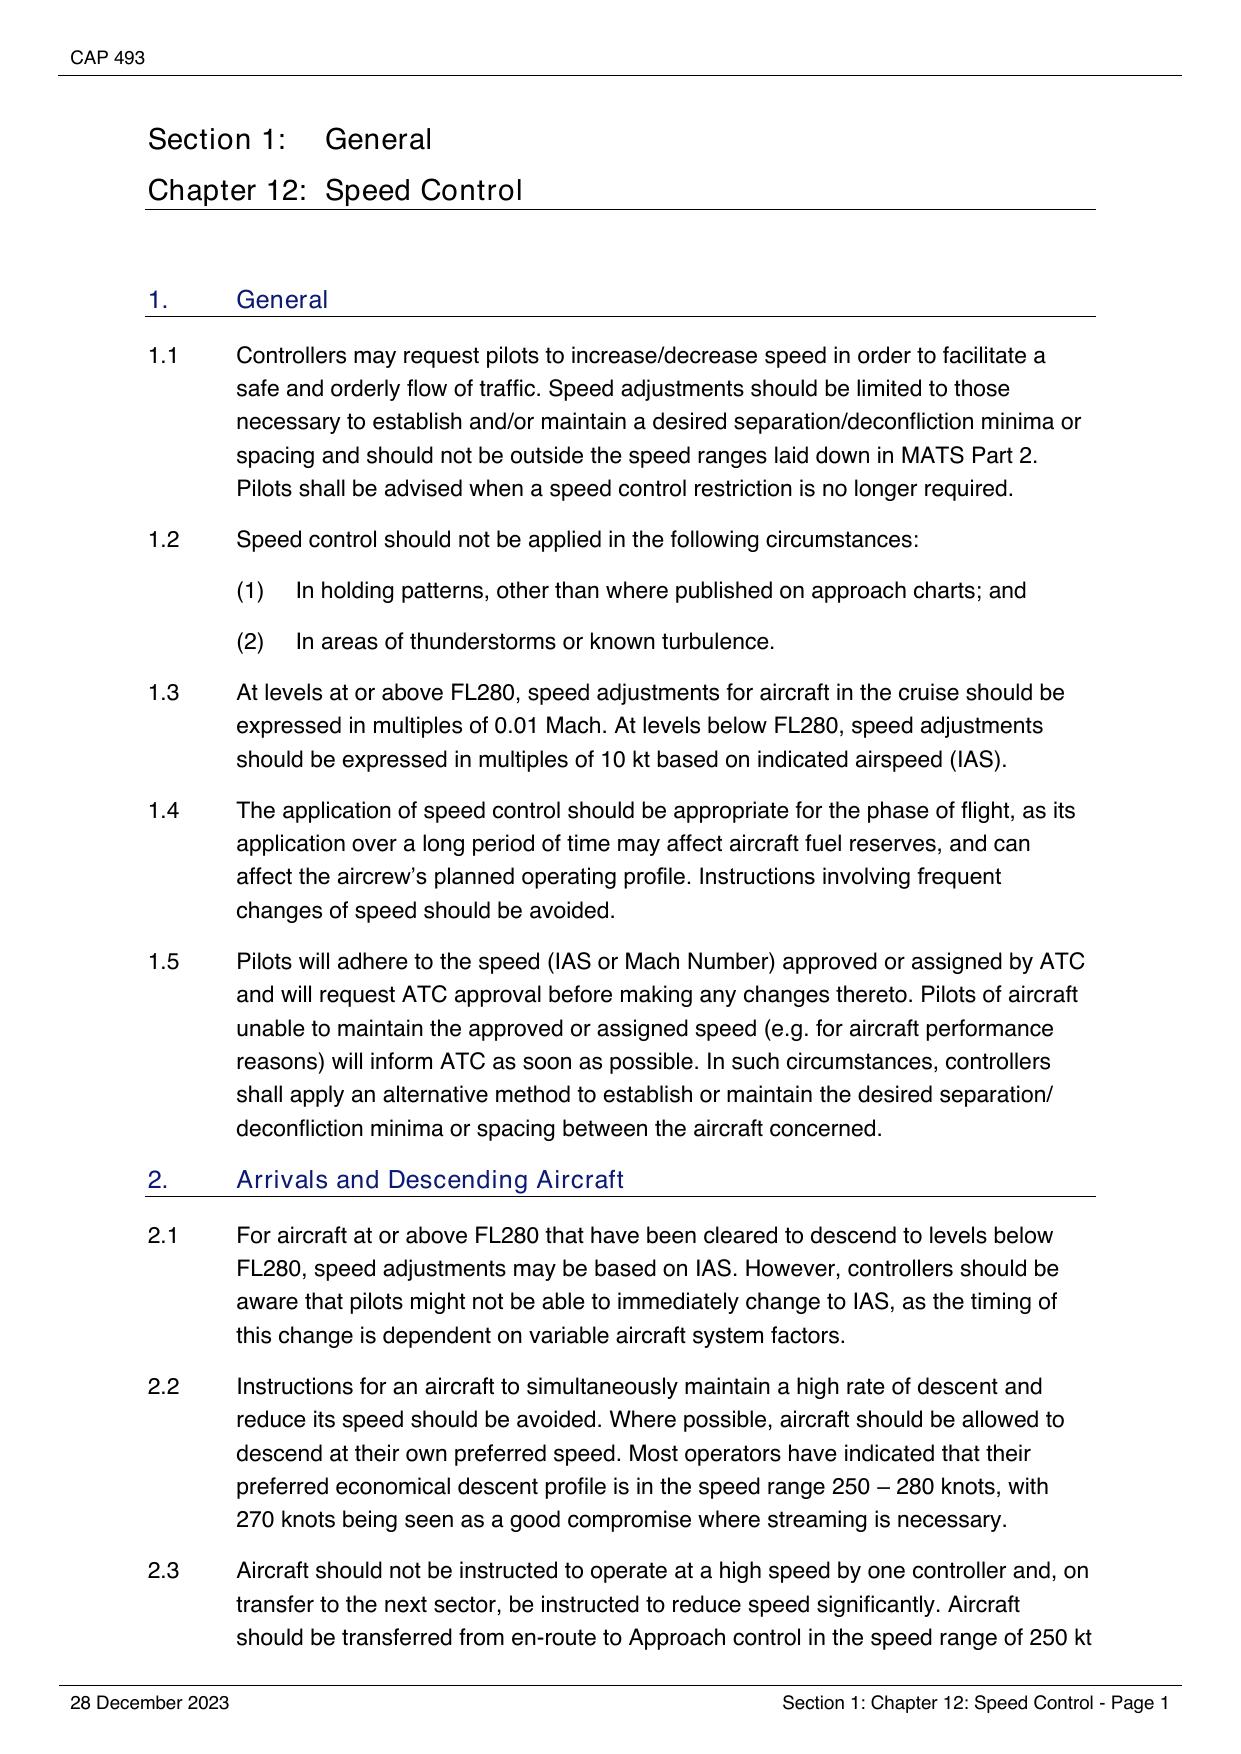 CAP 493
Section 1: General
Chapter 12: Speed Control
1. General
1.1 Controllers may request pilots to increase/decrease speed in order to facilitate a
safe and orderly flow of traffic. Speed adjustments should be limited to those
necessary to establish and/or maintain a desired separation/deconfliction minima or
spacing and should not be outside the speed ranges laid down in MATS Part 2.
Pilots shall be advised when a speed control restriction is no longer required.
1.2 Speed control should not be applied in the following circumstances:
(1) In holding patterns, other than where published on approach charts; and
(2) In areas of thunderstorms or known turbulence.
1.3 At levels at or above FL280, speed adjustments for aircraft in the cruise should be
expressed in multiples of 0.01 Mach. At levels below FL280, speed adjustments
should be expressed in multiples of 10 kt based on indicated airspeed (IAS).
1.4 The application of speed control should be appropriate for the phase of flight, as its
application over a long period of time may affect aircraft fuel reserves, and can
affect the aircrew’s planned operating profile. Instructions involving frequent
changes of speed should be avoided.
1.5 Pilots will adhere to the speed (IAS or Mach Number) approved or assigned by ATC
and will request ATC approval before making any changes thereto. Pilots of aircraft
unable to maintain the approved or assigned speed (e.g. for aircraft performance
reasons) will inform ATC as soon as possible. In such circumstances, controllers
shall apply an alternative method to establish or maintain the desired separation/
deconfliction minima or spacing between the aircraft concerned.
2. Arrivals and Descending Aircraft
2.1 For aircraft at or above FL280 that have been cleared to descend to levels below
FL280, speed adjustments may be based on IAS. However, controllers should be
aware that pilots might not be able to immediately change to IAS, as the timing of
this change is dependent on variable aircraft system factors.
2.2 Instructions for an aircraft to simultaneously maintain a high rate of descent and
reduce its speed should be avoided. Where possible, aircraft should be allowed to
descend at their own preferred speed. Most operators have indicated that their
preferred economical descent profile is in the speed range 250 – 280 knots, with
270 knots being seen as a good compromise where streaming is necessary.
2.3 Aircraft should not be instructed to operate at a high speed by one controller and, on
transfer to the next sector, be instructed to reduce speed significantly. Aircraft
should be transferred from en-route to Approach control in the speed range of 250 kt
28 December 2023 Section 1: Chapter 12: Speed Control - Page 1